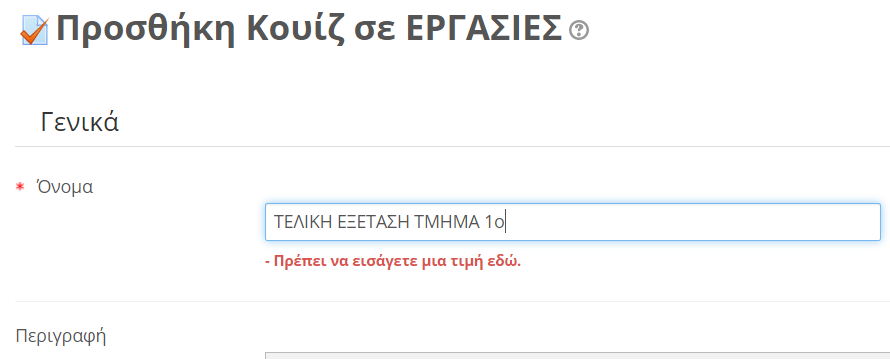 Προσθήκη Κουίζ σε ΕΡΓΑΣΙΕΣ ?
Γενικά
* Όνομα
ΤΕΛΙΚΗ ΕΞΕΤΑΣΗ ΤΜΗΜΑ 1ο
- Πρέπει να εισάγετε μια τιμή εδώ.
Περιγραφή